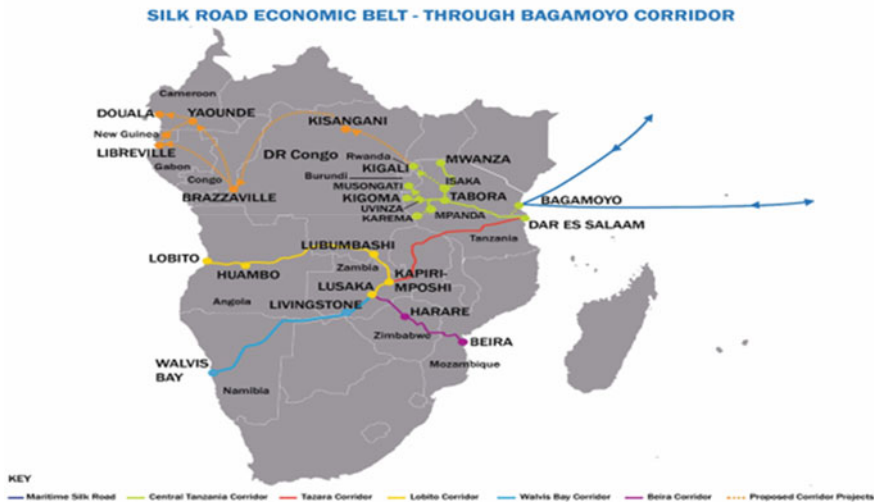 SILK ROAD ECONOMIC BELT - THROUGH BAGAMOYO CORRIDOR
Cameroon
DOUALA
YAOUNDE
New Guinea
LIBREVILLE
Gabon
Congo
BRAZZAVILLE
KISANGANI
DR Congo
Rwanda
KIGALI
MWANZA
Burundi
MUSONGATI
ISAKA
KIGOMA
TABORA
UVINZA
KAREMA
MPANDA
BAGAMOYO
DAR ES SALAAM
Tanzania
LOBITO
HUAMBO
LUBUMBASHI
Zambia
KAPIRI-
MPOSHI
LUSAKA
Angola
LIVINGSTONE
HARARE
Zimbabwe
BEIRA
Mozambique
WALVIS
BAY
Namibia
KEY
Maritime Silk Road
Central Tanzania Corridor
Tazara Corridor
Lobito Corridor
Walvis Bay Corridor
Beira Corridor
Proposed Corridor Projects